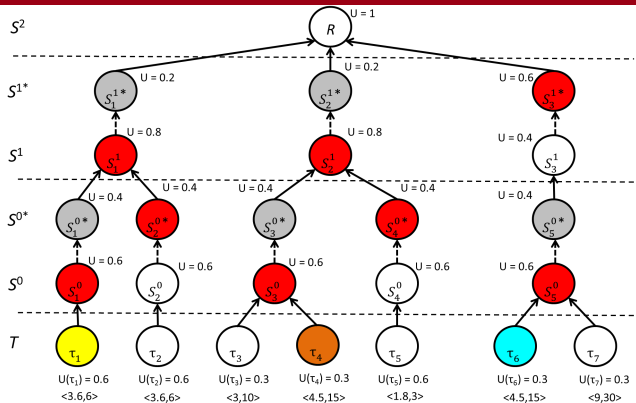 S² R U = 1
S¹* S₁¹* U = 0.2 S₂¹* U = 0.2 S₃¹* U = 0.6
S¹ S₁¹ U = 0.8 S₂¹ U = 0.8 S₃¹ U = 0.4
S⁰* S₁⁰* U = 0.4 S₂⁰* U = 0.4 S₃⁰* U = 0.4 S₄⁰* U = 0.4 S₅⁰* U = 0.4
S⁰ S₁⁰ U = 0.6 S₂⁰ U = 0.6 S₃⁰ U = 0.6 S₄⁰ U = 0.6 S₅⁰ U = 0.6
T τ₁ τ₂ τ₃ τ₄ τ₅ τ₆ τ₇
U(τ₁) = 0.6 U(τ₂) = 0.6 U(τ₃) = 0.3 U(τ₄) = 0.3 U(τ₅) = 0.6 U(τ₆) = 0.3 U(τ₇) = 0.3
<3.6,6> <3.6,6> <3,10> <4.5,15> <1.8,3> <4.5,15> <9,30>